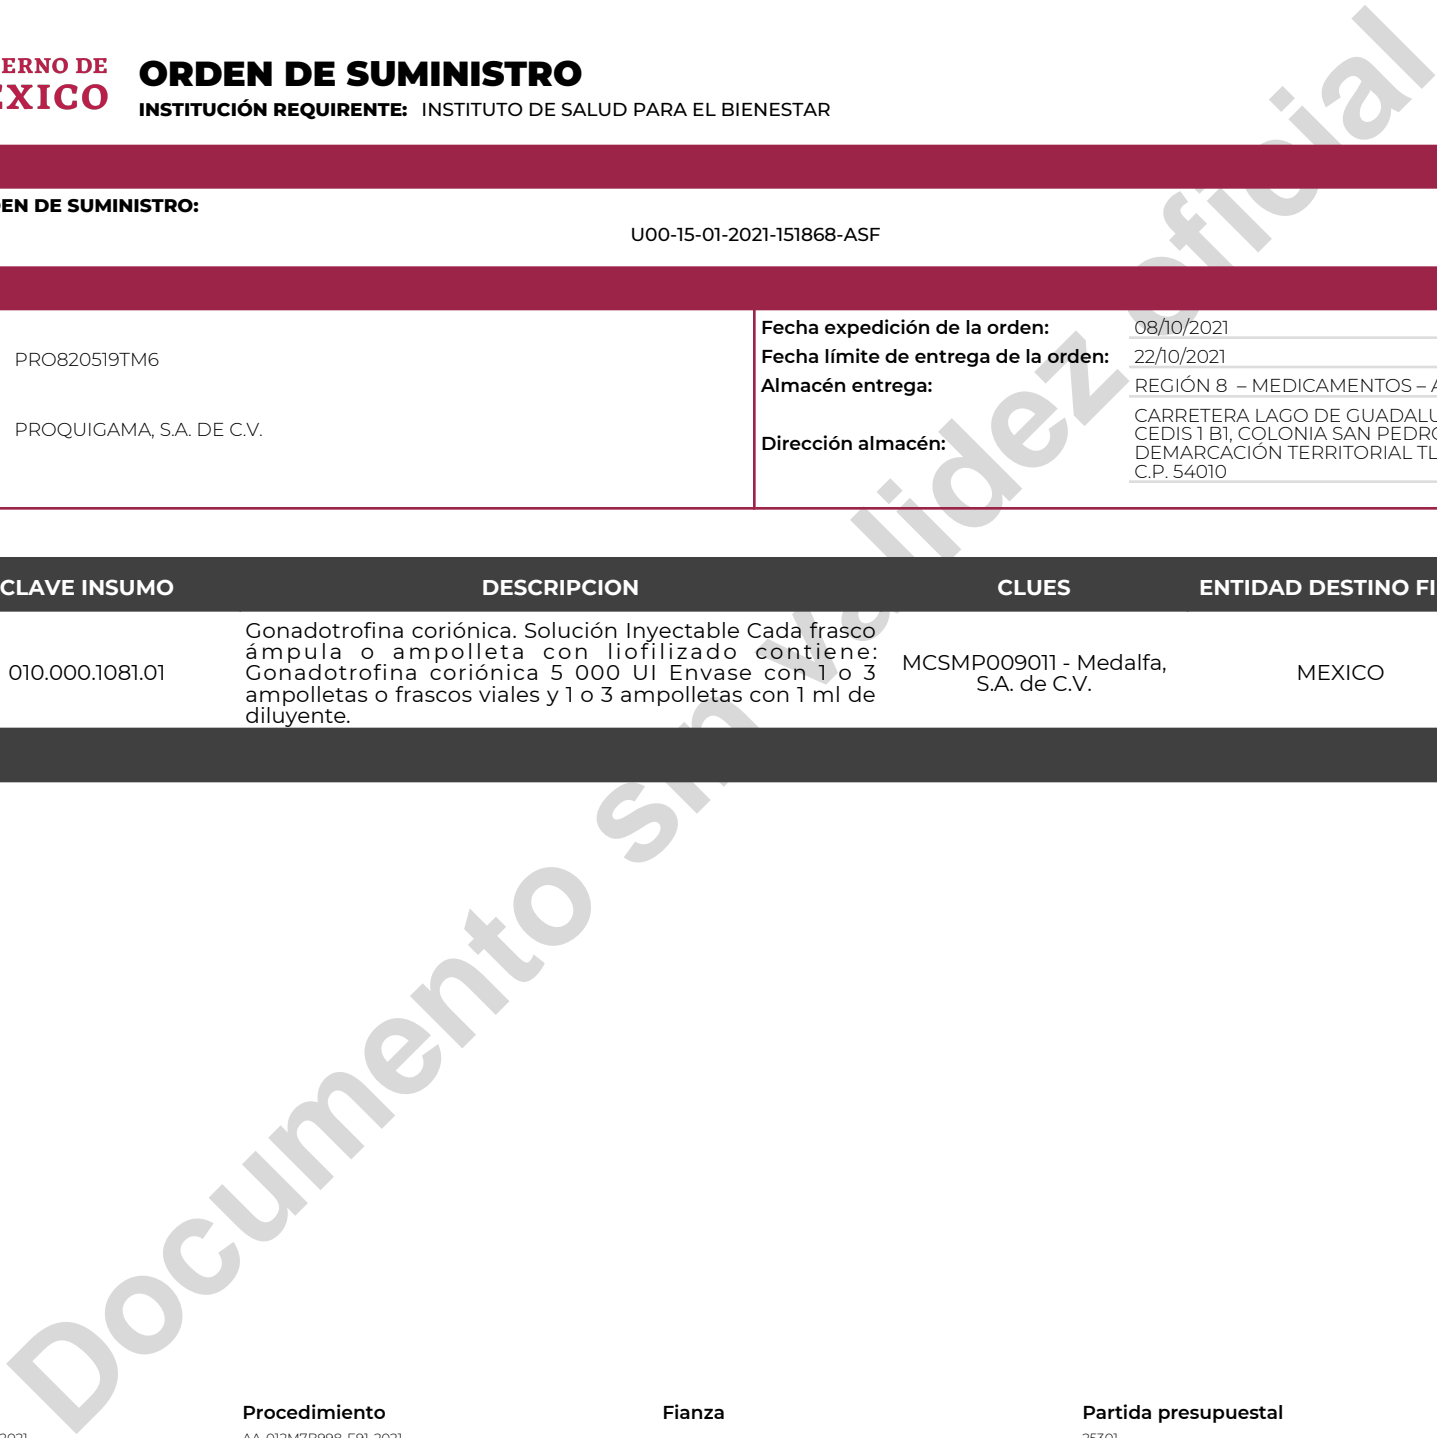 ORDEN DE SUMINISTRO
INSTITUCIÓN REQUIRENTE: INSTITUTO DE SALUD PARA EL BIENESTAR
ERNO DE
EN DE SUMINISTRO:
U00-15-01-2021-151868-ASF
PRO820519TM6
PROQUIGAMA, S.A. DE C.V.
Fecha expedición de la orden: 08/10/2021
Fecha límite de entrega de la orden: 22/10/2021
Almacén entrega: REGIÓN 8 – MEDICAMENTOS –
Dirección almacén:
CARRETERA LAGO DE GUADALU
CEDIS 1 B1, COLONIA SAN PEDRO
DEMARCACIÓN TERRITORIAL TL
C.P. 54010
CLAVE INSUMO DESCRIPCION CLUES ENTIDAD DESTINO FI
010.000.1081.01
Gonadotrofina coriónica. Solución Inyectable Cada frasco
ámpula o ampolleta con liofilizado contiene:
Gonadotrofina coriónica 5 000 UI Envase con 1 o 3
ampolletas o frascos viales y 1 o 3 ampolletas con 1 ml de
diluyente.
MCSMP009011 - Medalfa,
S.A. de C.V.
MEXICO
Documento sin validez oficial
Procedimiento Fianza Partida presupuestal